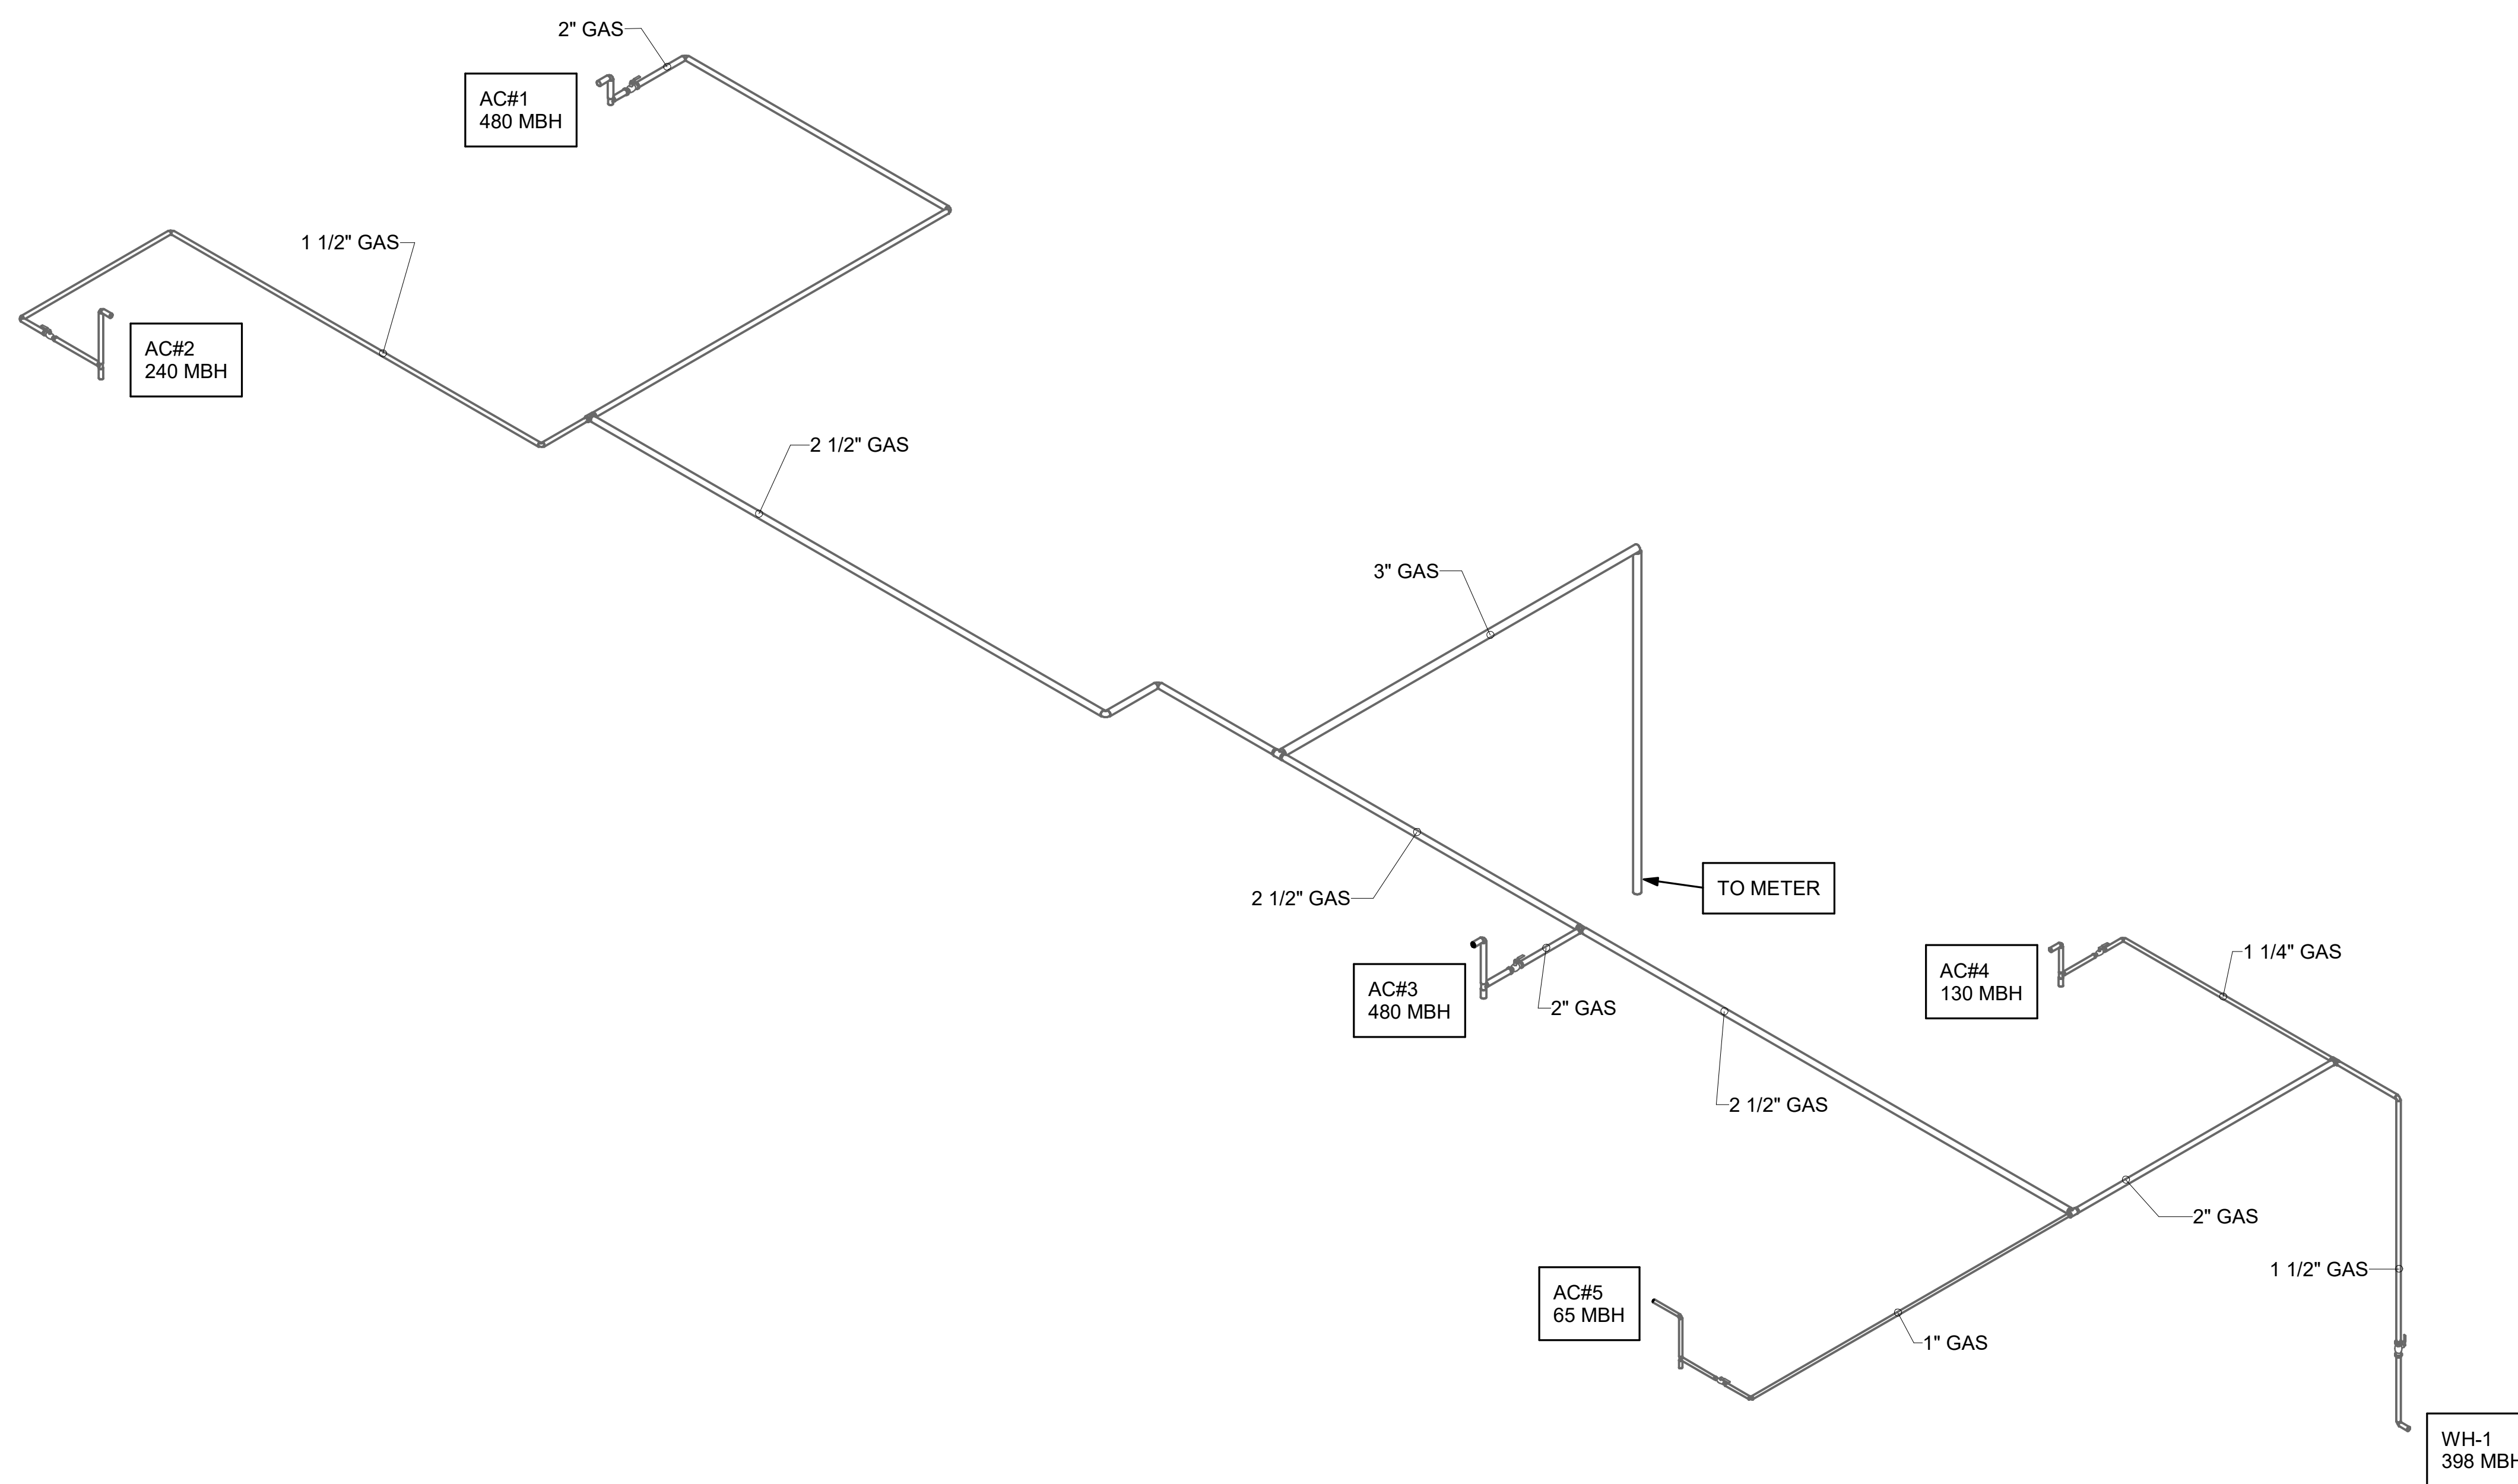 2" GAS
AC#1
480 MBH
1 1/2" GAS
AC#2
240 MBH
2 1/2" GAS
3" GAS
TO METER
2 1/2" GAS
AC#3
480 MBH
2" GAS
AC#4
130 MBH
1 1/4" GAS
2 1/2" GAS
2" GAS
1 1/2" GAS
AC#5
65 MBH
1" GAS
WH-1
398 MBH